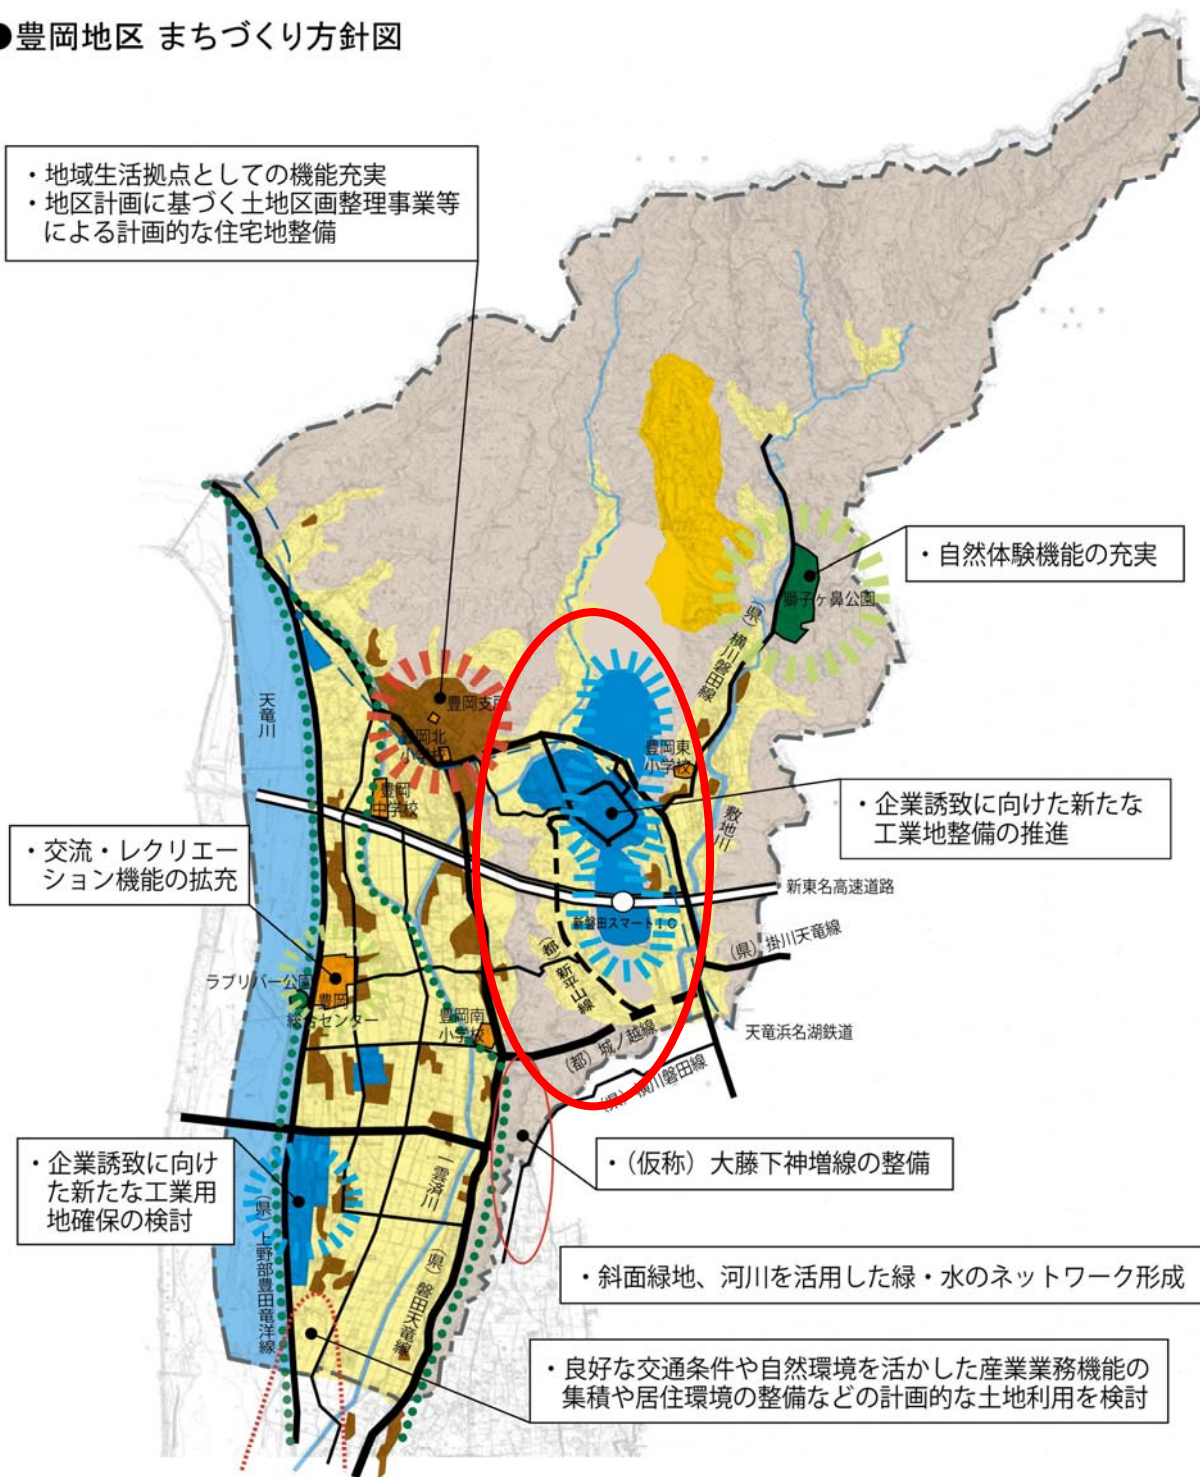 ●豊岡地区 まちづくり方針図
・地域生活拠点としての機能充実
・地区計画に基づく土地区画整理事業等
による計画的な住宅地整備
・自然体験機能の充実
獅子ヶ鼻公園
(県) 横川磐田線
天竜川
豊岡支所
豊岡北
小学校
豊岡東
小学校
豊岡
中学校
敷地川
・企業誘致に向けた新たな
工業地整備の推進
・交流・レクリエー
ション機能の拡充
新東名高速道路
新磐田スマートIC
(県) 掛川天竜線
(都) 新平山線
ラブリバー公園
豊岡
総合センター
豊岡南
小学校
天竜浜名湖鉄道
(都) 城ノ越線
(県) 横川磐田線
・(仮称) 大藤下神増線の整備
・企業誘致に向け
た新たな工業用
地確保の検討
一雲済川
(県) 上野部豊田竜洋線
(県) 磐田天竜線
・斜面緑地、河川を活用した緑・水のネットワーク形成
・良好な交通条件や自然環境を活かした産業業務機能の
集積や居住環境の整備などの計画的な土地利用を検討